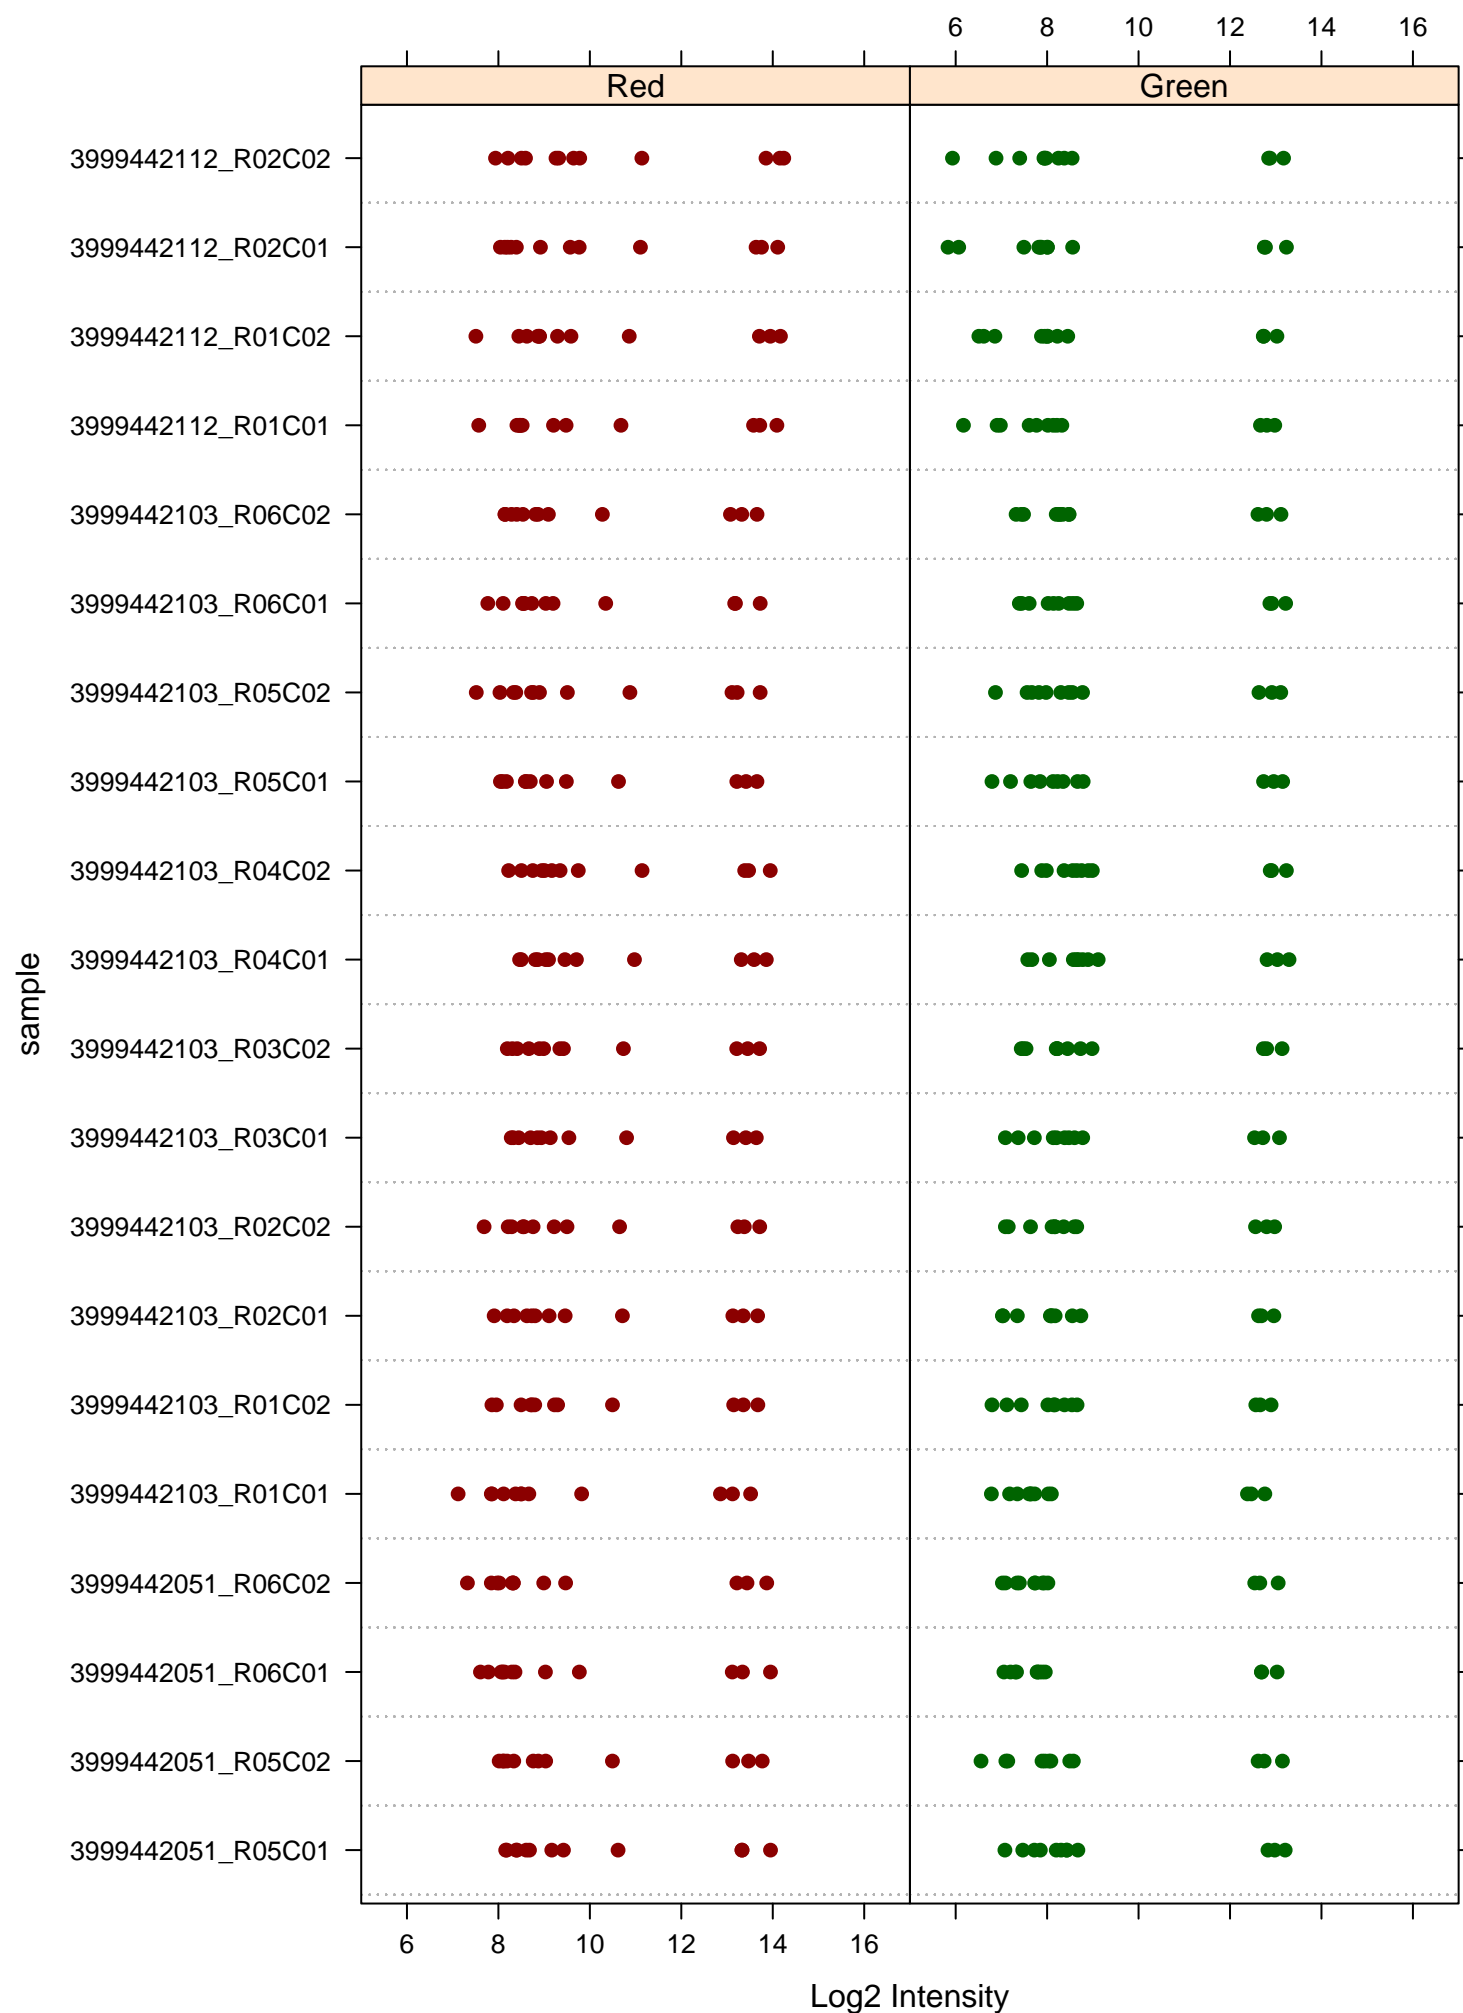 6 8 10 12 14 16
Red Green
3999442112_R02C02
3999442112_R02C01
3999442112_R01C02
3999442112_R01C01
3999442103_R06C02
3999442103_R06C01
3999442103_R05C02
3999442103_R05C01
3999442103_R04C02
3999442103_R04C01
3999442103_R03C02
3999442103_R03C01
3999442103_R02C02
3999442103_R02C01
3999442103_R01C02
3999442103_R01C01
3999442051_R06C02
3999442051_R06C01
3999442051_R05C02
3999442051_R05C01
sample
6 8 10 12 14 16
Log2 Intensity